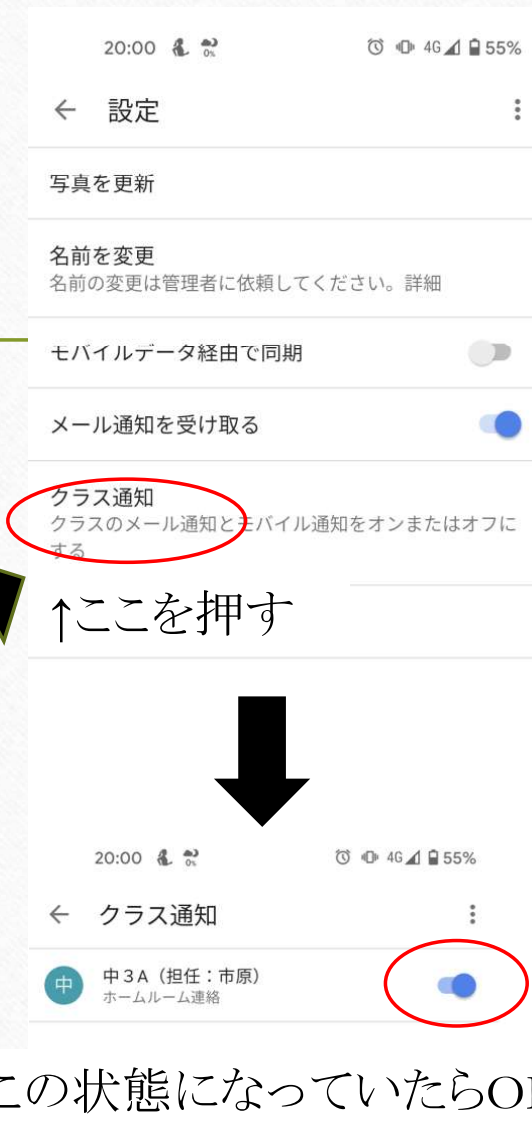 20:00 0% 4G 55%
← 設定
写真を更新
名前を変更
名前の変更は管理者に依頼してください。詳細
モバイルデータ経由で同期
メール通知を受け取る
クラス通知
クラスのメール通知とモバイル通知をオンまたはオフに
する
↑ここを押す
20:00 0% 4G 55%
← クラス通知
中 中3A（担任：市原）
ホームルーム連絡
この状態になっていたらO